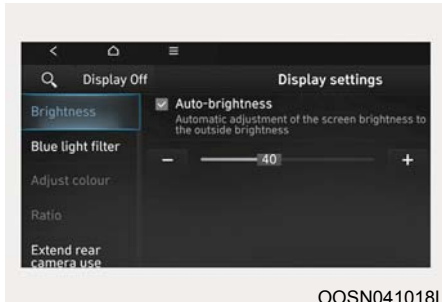 Display Off
Display settings
Brightness
Auto-brightness
Automatic adjustment of the screen brightness to
the outside brightness
Blue light filter
− 40 +
Adjust colour
Ratio
Extend rear
camera use
OOSN041018L